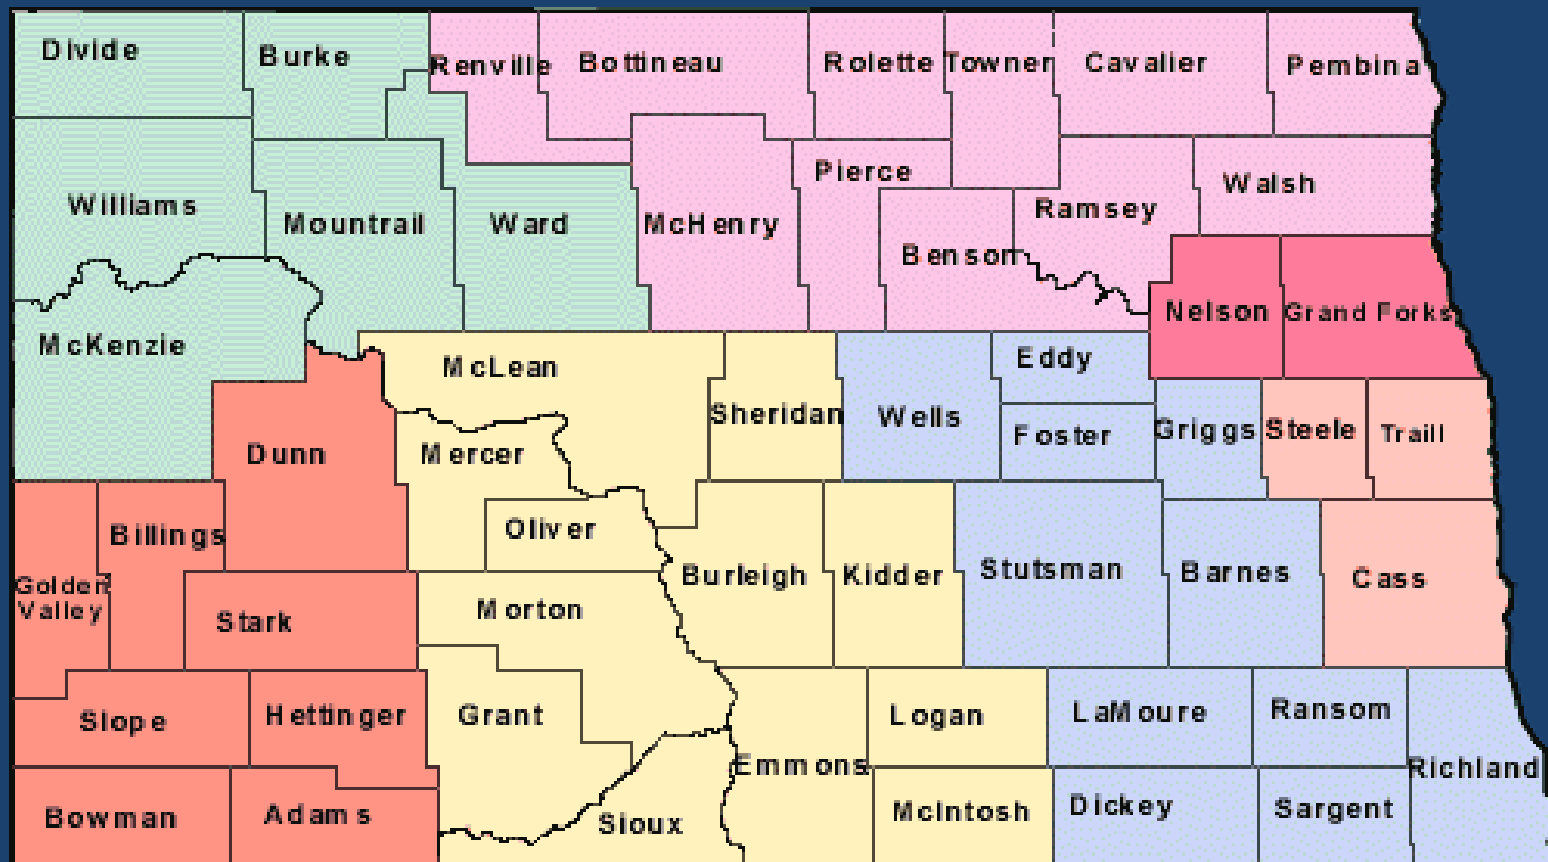 Divide
Burke
Renville
Bottineau
Rolette
Towner
Cavalier
Pembina
Williams
Mountrail
Ward
McHenry
Pierce
Benson
Ramsey
Walsh
Nelson
Grand Forks
McKenzie
McLean
Sheridan
Wells
Eddy
Foster
Griggs
Steele
Traill
Dunn
Mercer
Oliver
Billings
Golden
Valley
Stark
Morton
Burleigh
Kidder
Stutsman
Barnes
Cass
Slope
Hettinger
Grant
Emmons
Logan
LaMoure
Ransom
Richland
Bowman
Adams
Sioux
McIntosh
Dickey
Sargent